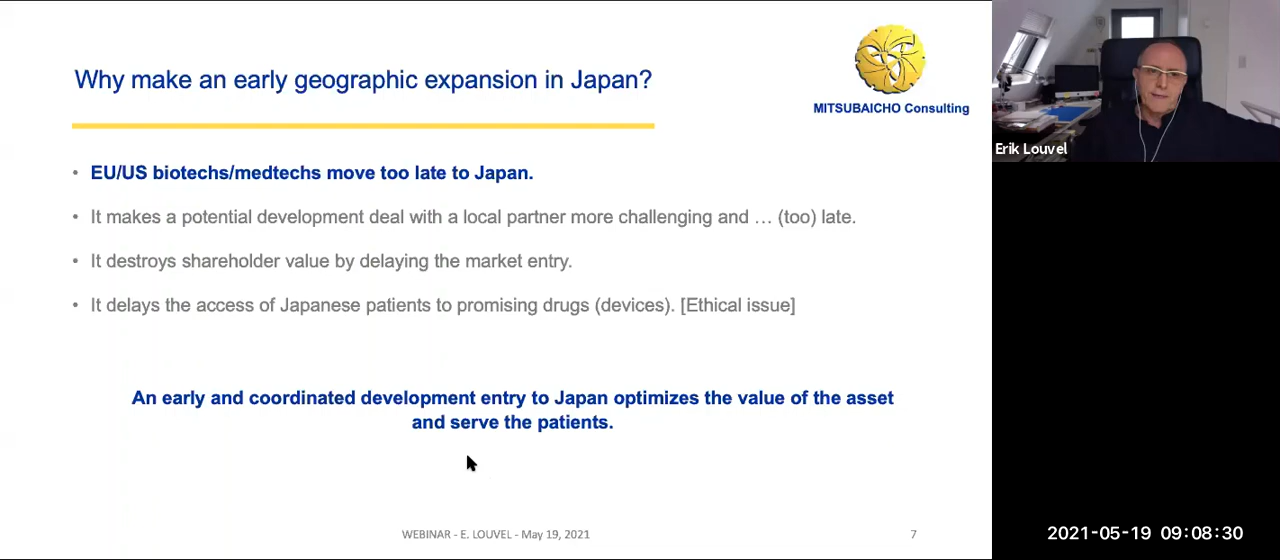 Why make an early geographic expansion in Japan?
MITSUBAICHO Consulting
Erik Louvel
• EU/US biotechs/medtechs move too late to Japan.
• It makes a potential development deal with a local partner more challenging and … (too) late.
• It destroys shareholder value by delaying the market entry.
• It delays the access of Japanese patients to promising drugs (devices). [Ethical issue]
An early and coordinated development entry to Japan optimizes the value of the asset
and serve the patients.
WEBINAR - E. LOUVEL - May 19, 2021
7
2021-05-19 09:08:30